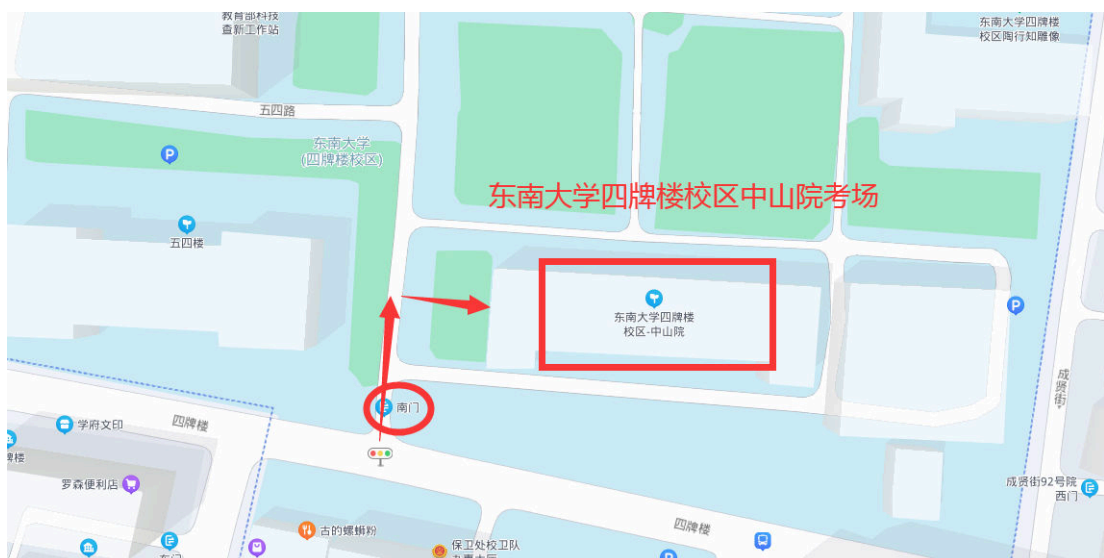 教育部科技
查新工作站
东南大学四牌楼
校区陶行知雕像
五四路
东南大学
(四牌楼校区)
P
东南大学四牌楼校区中山院考场
五四楼
东南大学四牌楼
校区-中山院
P
成贤街
南门
学府文印
四牌楼
牌楼
罗森便利店
成贤街92号院
西门
四牌楼
古的螺蛳粉
保卫处校卫队
P